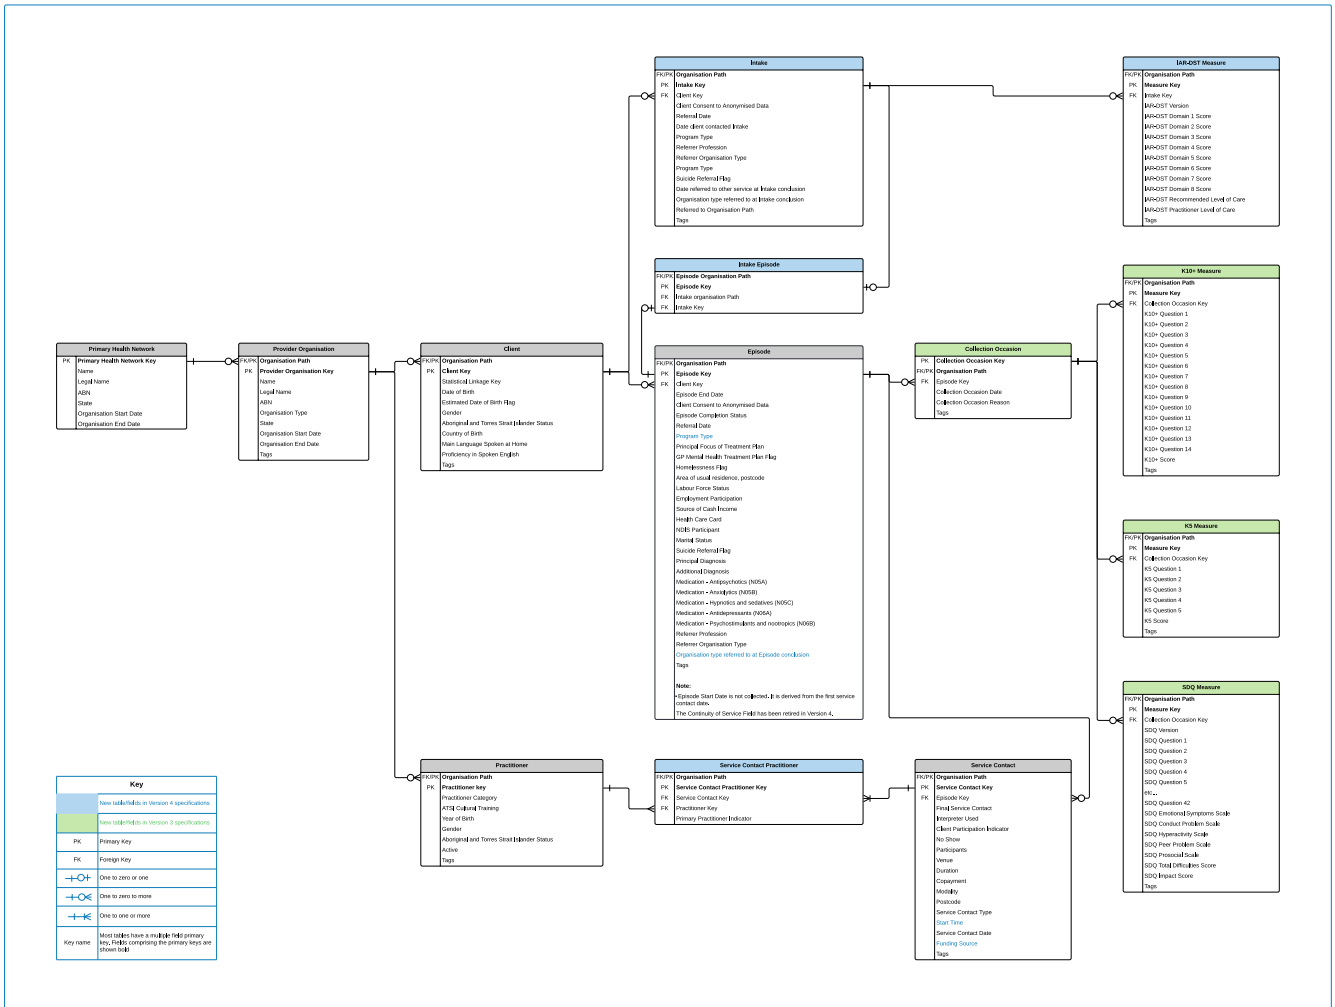 Intake
FK/PK Organisation Path
PK Intake Key
FK Client Key
Client Consent to Anonymised Data
Referral Date
Date client contacted Intake
Program Type
Referrer Profession
Referrer Organisation Type
Program Type
Suicide Referral Flag
Date referred to other service at Intake conclusion
Organisation type referred to at Intake conclusion
Referred to Organisation Path
Tags
IAR-DST Measure
FK/PK Organisation Path
PK Measure Key
FK Intake Key
IAR-DST Version
IAR-DST Domain 1 Score
IAR-DST Domain 2 Score
IAR-DST Domain 3 Score
IAR-DST Domain 4 Score
IAR-DST Domain 5 Score
IAR-DST Domain 6 Score
IAR-DST Domain 7 Score
IAR-DST Domain 8 Score
IAR-DST Recommended Level of Care
IAR-DST Practitioner Level of Care
Tags
Intake Episode
FK/PK Episode Organisation Path
PK Episode Key
FK Intake organisation Path
FK Intake Key
K10+ Measure
FK/PK Organisation Path
PK Measure Key
FK Collection Occasion Key
K10+ Question 1
K10+ Question 2
K10+ Question 3
K10+ Question 4
K10+ Question 5
K10+ Question 6
K10+ Question 7
K10+ Question 8
K10+ Question 9
K10+ Question 10
K10+ Question 11
K10+ Question 12
K10+ Question 13
K10+ Question 14
K10+ Score
Tags
Primary Health Network
PK Primary Health Network Key
Name
Legal Name
ABN
State
Organisation Start Date
Organisation End Date
Provider Organisation
FK/PK Organisation Path
PK Provider Organisation Key
Name
Legal Name
ABN
Organisation Type
State
Organisation Start Date
Organisation End Date
Tags
Client
FK/PK Organisation Path
PK Client Key
Statistical Linkage Key
Date of Birth
Estimated Date of Birth Flag
Gender
Aboriginal and Torres Strait Islander Status
Country of Birth
Main Language Spoken at Home
Proficiency in Spoken English
Tags
Episode
FK/PK Organisation Path
PK Episode Key
FK Client Key
Episode End Date
Client Consent to Anonymised Data
Episode Completion Status
Referral Date
Program Type
Principal Focus of Treatment Plan
GP Mental Health Treatment Plan Flag
Homelessness Flag
Area of usual residence, postcode
Labour Force Status
Employment Participation
Source of Cash Income
Health Care Card
NDIS Participant
Marital Status
Suicide Referral Flag
Principal Diagnosis
Additional Diagnosis
Medication - Antipsychotics (N05A)
Medication - Anxiolytics (N05B)
Medication - Hypnotics and sedatives (N05C)
Medication - Antidepressants (N06A)
Medication - Psychostimulants and nootropics (N06B)
Referrer Profession
Referrer Organisation Type
Organisation type referred to at Episode conclusion
Tags
Note:
• Episode Start Date is not collected. It is derived from the first service
contact date.
The Continuity of Service Field has been retired in Version 4.
Collection Occasion
PK Collection Occasion Key
FK/PK Organisation Path
FK Episode Key
Collection Occasion Date
Collection Occasion Reason
Tags
K5 Measure
FK/PK Organisation Path
PK Measure Key
FK Collection Occasion Key
K5 Question 1
K5 Question 2
K5 Question 3
K5 Question 4
K5 Question 5
K5 Score
Tags
SDQ Measure
FK/PK Organisation Path
PK Measure Key
FK Collection Occasion Key
SDQ Version
SDQ Question 1
SDQ Question 2
SDQ Question 3
SDQ Question 4
SDQ Question 5
etc...
SDQ Question 42
SDQ Emotional Symptoms Scale
SDQ Conduct Problem Scale
SDQ Hyperactivity Scale
SDQ Peer Problem Scale
SDQ Prosocial Scale
SDQ Total Difficulties Score
SDQ Impact Score
Tags
Practitioner
FK/PK Organisation Path
PK Practitioner key
Practitioner Category
ATSI Cultural Training
Year of Birth
Gender
Aboriginal and Torres Strait Islander Status
Active
Tags
Service Contact Practitioner
FK/PK Organisation Path
PK Service Contact Practitioner Key
FK Service Contact Key
FK Practitioner Key
Primary Practitioner Indicator
Service Contact
FK/PK Organisation Path
PK Service Contact Key
FK Episode Key
Final Service Contact
Interpreter Used
Client Participation Indicator
No Show
Participants
Venue
Duration
Copayment
Modality
Postcode
Service Contact Type
Start Time
Service Contact Date
Funding Source
Tags
Key
New table/fields in Version 4 specifications
New table/fields in Version 3 specifications
PK Primary Key
FK Foreign Key
One to zero or one
One to zero to more
One to one or more
Key name Most tables have a multiple field primary
key. Fields comprising the primary keys are
shown bold